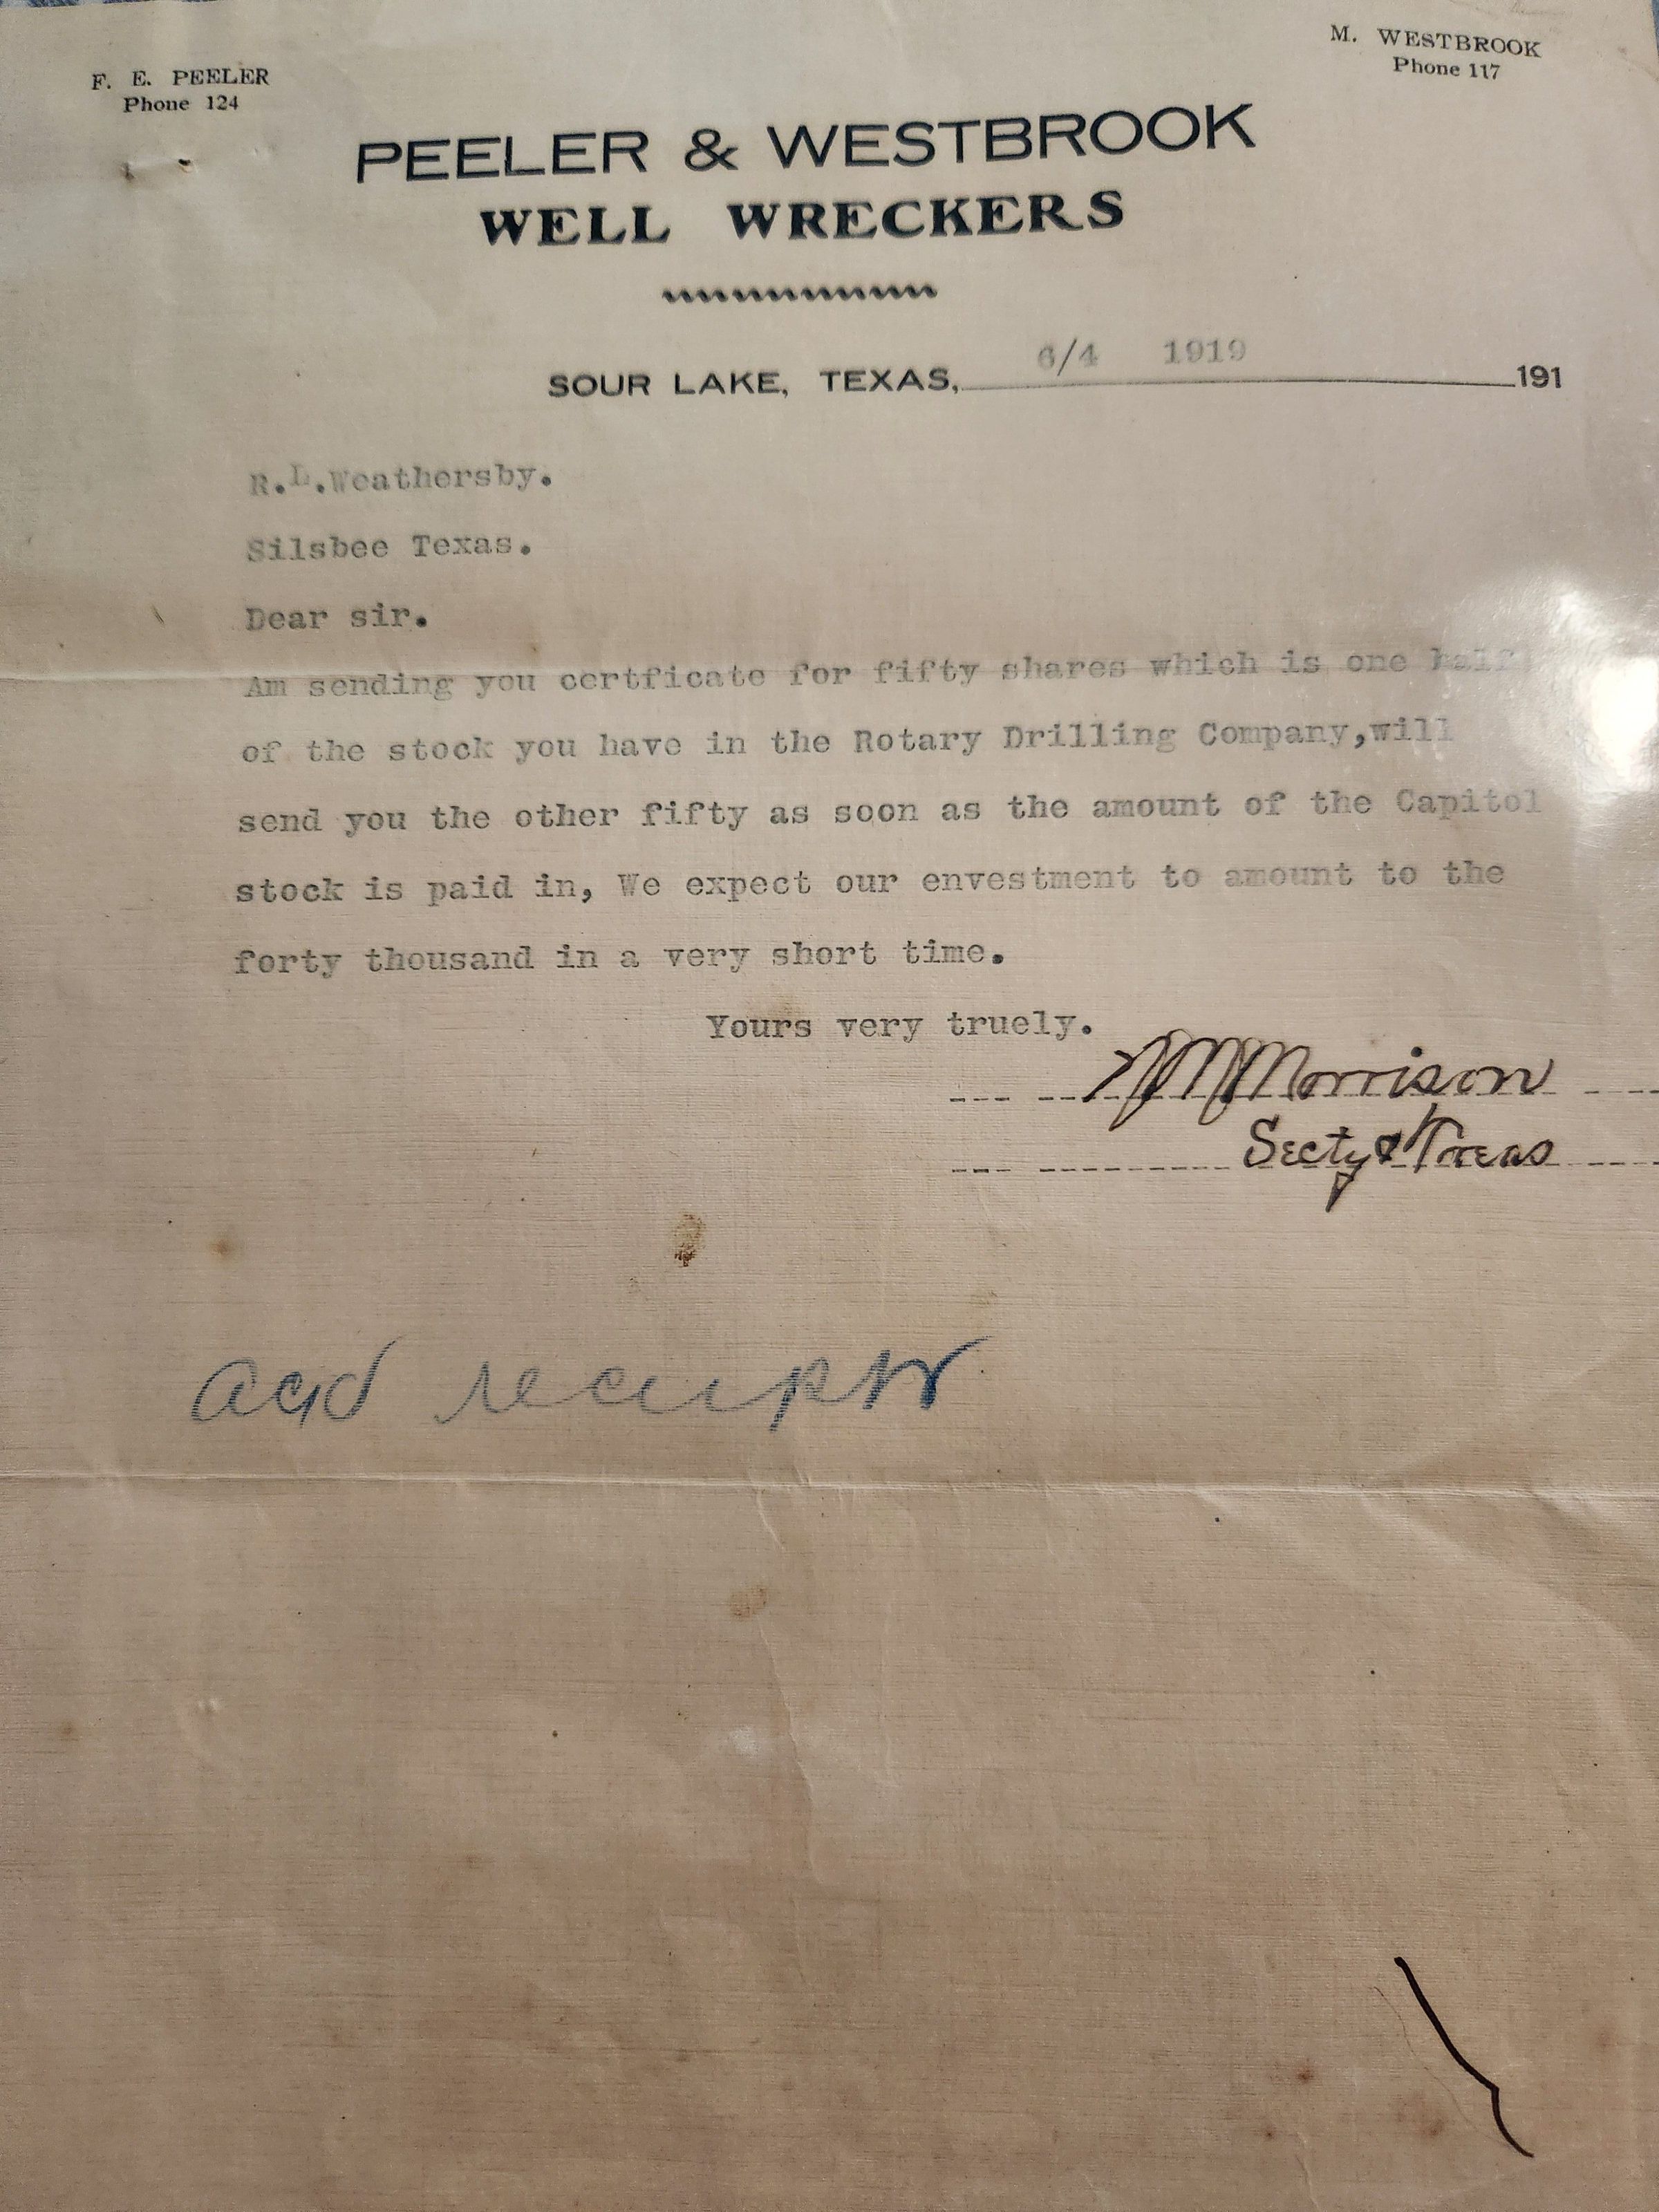 F. E. PEELER
Phone 124
M. WESTBROOK
Phone 117
PEELER & WESTBROOK
WELL WRECKERS
SOUR LAKE, TEXAS, 6/4 1919 191
R.L.Weathersby.
Silsbee Texas.
Dear sir.
Am sending you certficate for fifty shares which is one half
of the stock you have in the Rotary Drilling Company,will
send you the other fifty as soon as the amount of the Capitol
stock is paid in, We expect our envestment to amount to the
forty thousand in a very short time.
Yours very truely.
Morrison
Secty & Treas